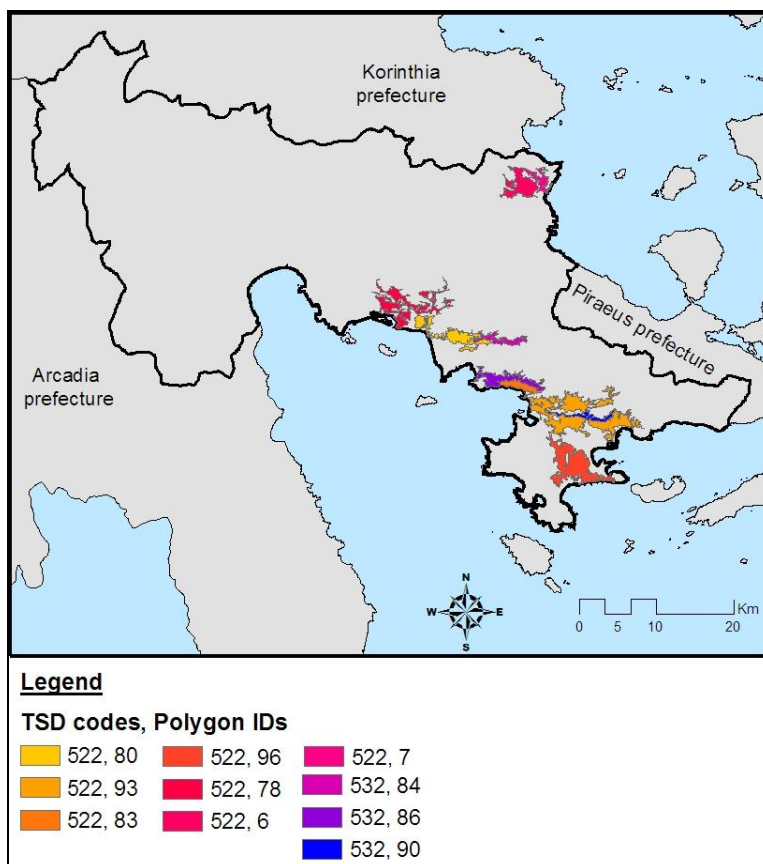 Korinthia
prefecture
Piraeus prefecture
Arcadia
prefecture
N
W E
S
Km
0 5 10 20
Legend
TSD codes, Polygon IDs
522, 80
522, 93
522, 83
522, 96
522, 78
522, 6
522, 7
532, 84
532, 86
532, 90